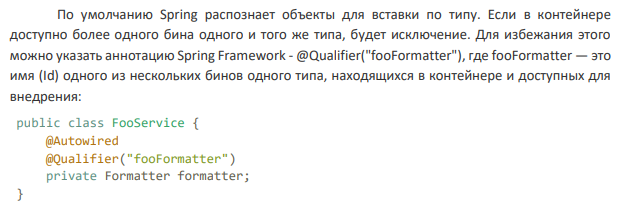 По умолчанию Spring распознает объекты для вставки по типу. Если в контейнере
доступно более одного бина одного и того же типа, будет исключение. Для избежания этого
можно указать аннотацию Spring Framework - @Qualifier("fooFormatter"), где fooFormatter — это
имя (Id) одного из нескольких бинов одного типа, находящихся в контейнере и доступных для
внедрения:
public class FooService {
    @Autowired
    @Qualifier("fooFormatter")
    private Formatter formatter;
}